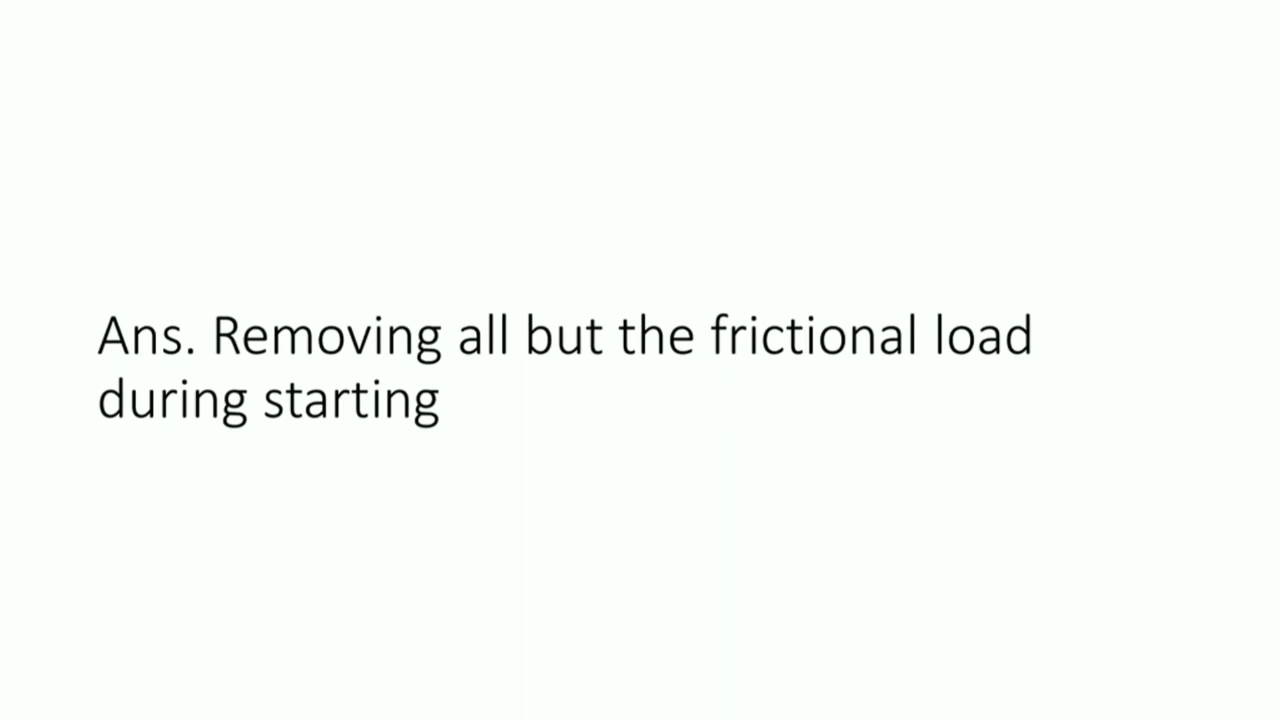 Ans. Removing all but the frictional load
during starting